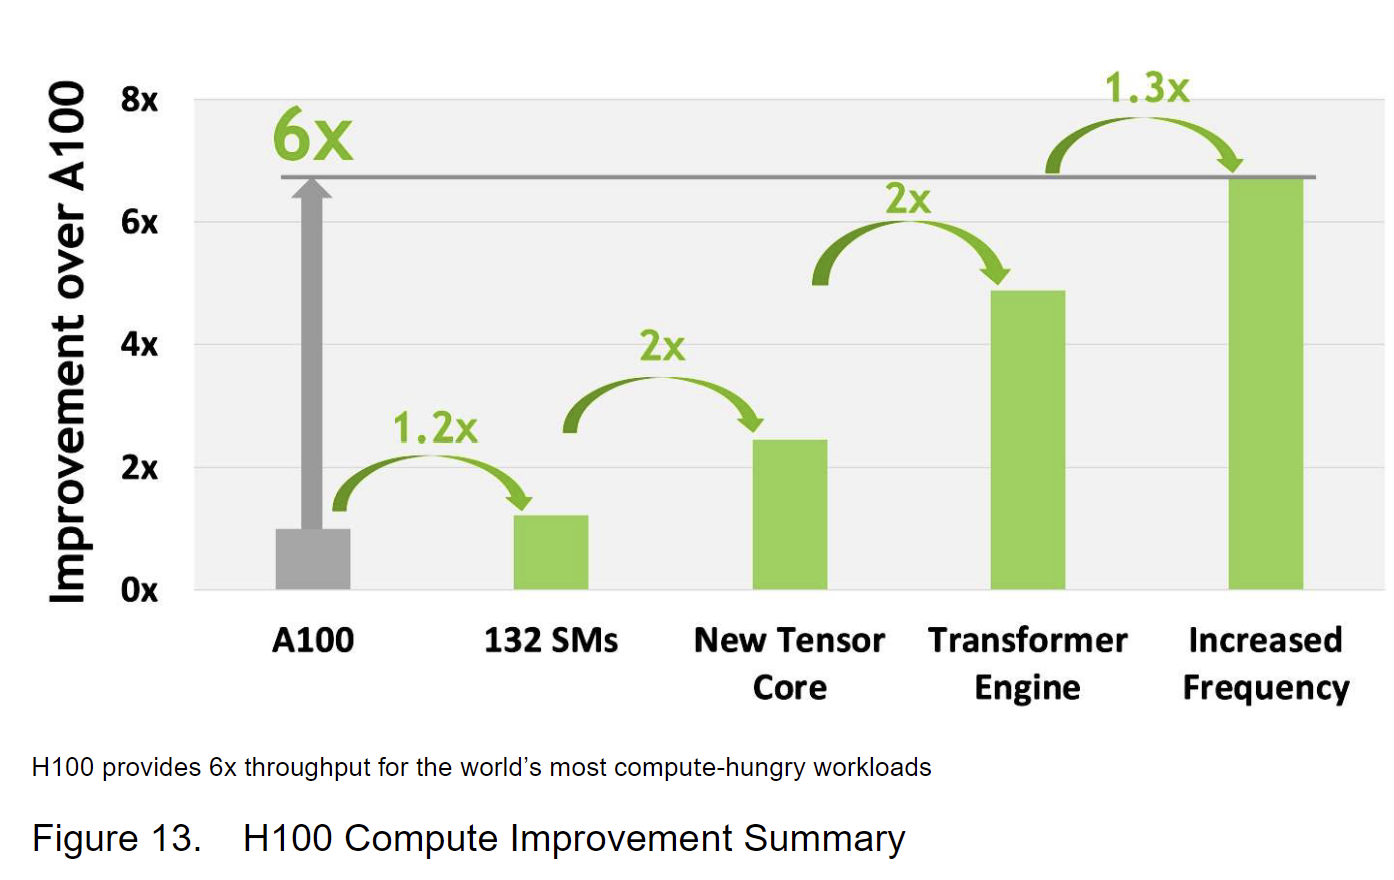 Improvement over A100
8x
6x
4x
2x
0x
6x
1.2x
2x
2x
1.3x
A100
132 SMs
New Tensor
Core
Transformer
Engine
Increased
Frequency
H100 provides 6x throughput for the world’s most compute-hungry workloads
Figure 13. H100 Compute Improvement Summary